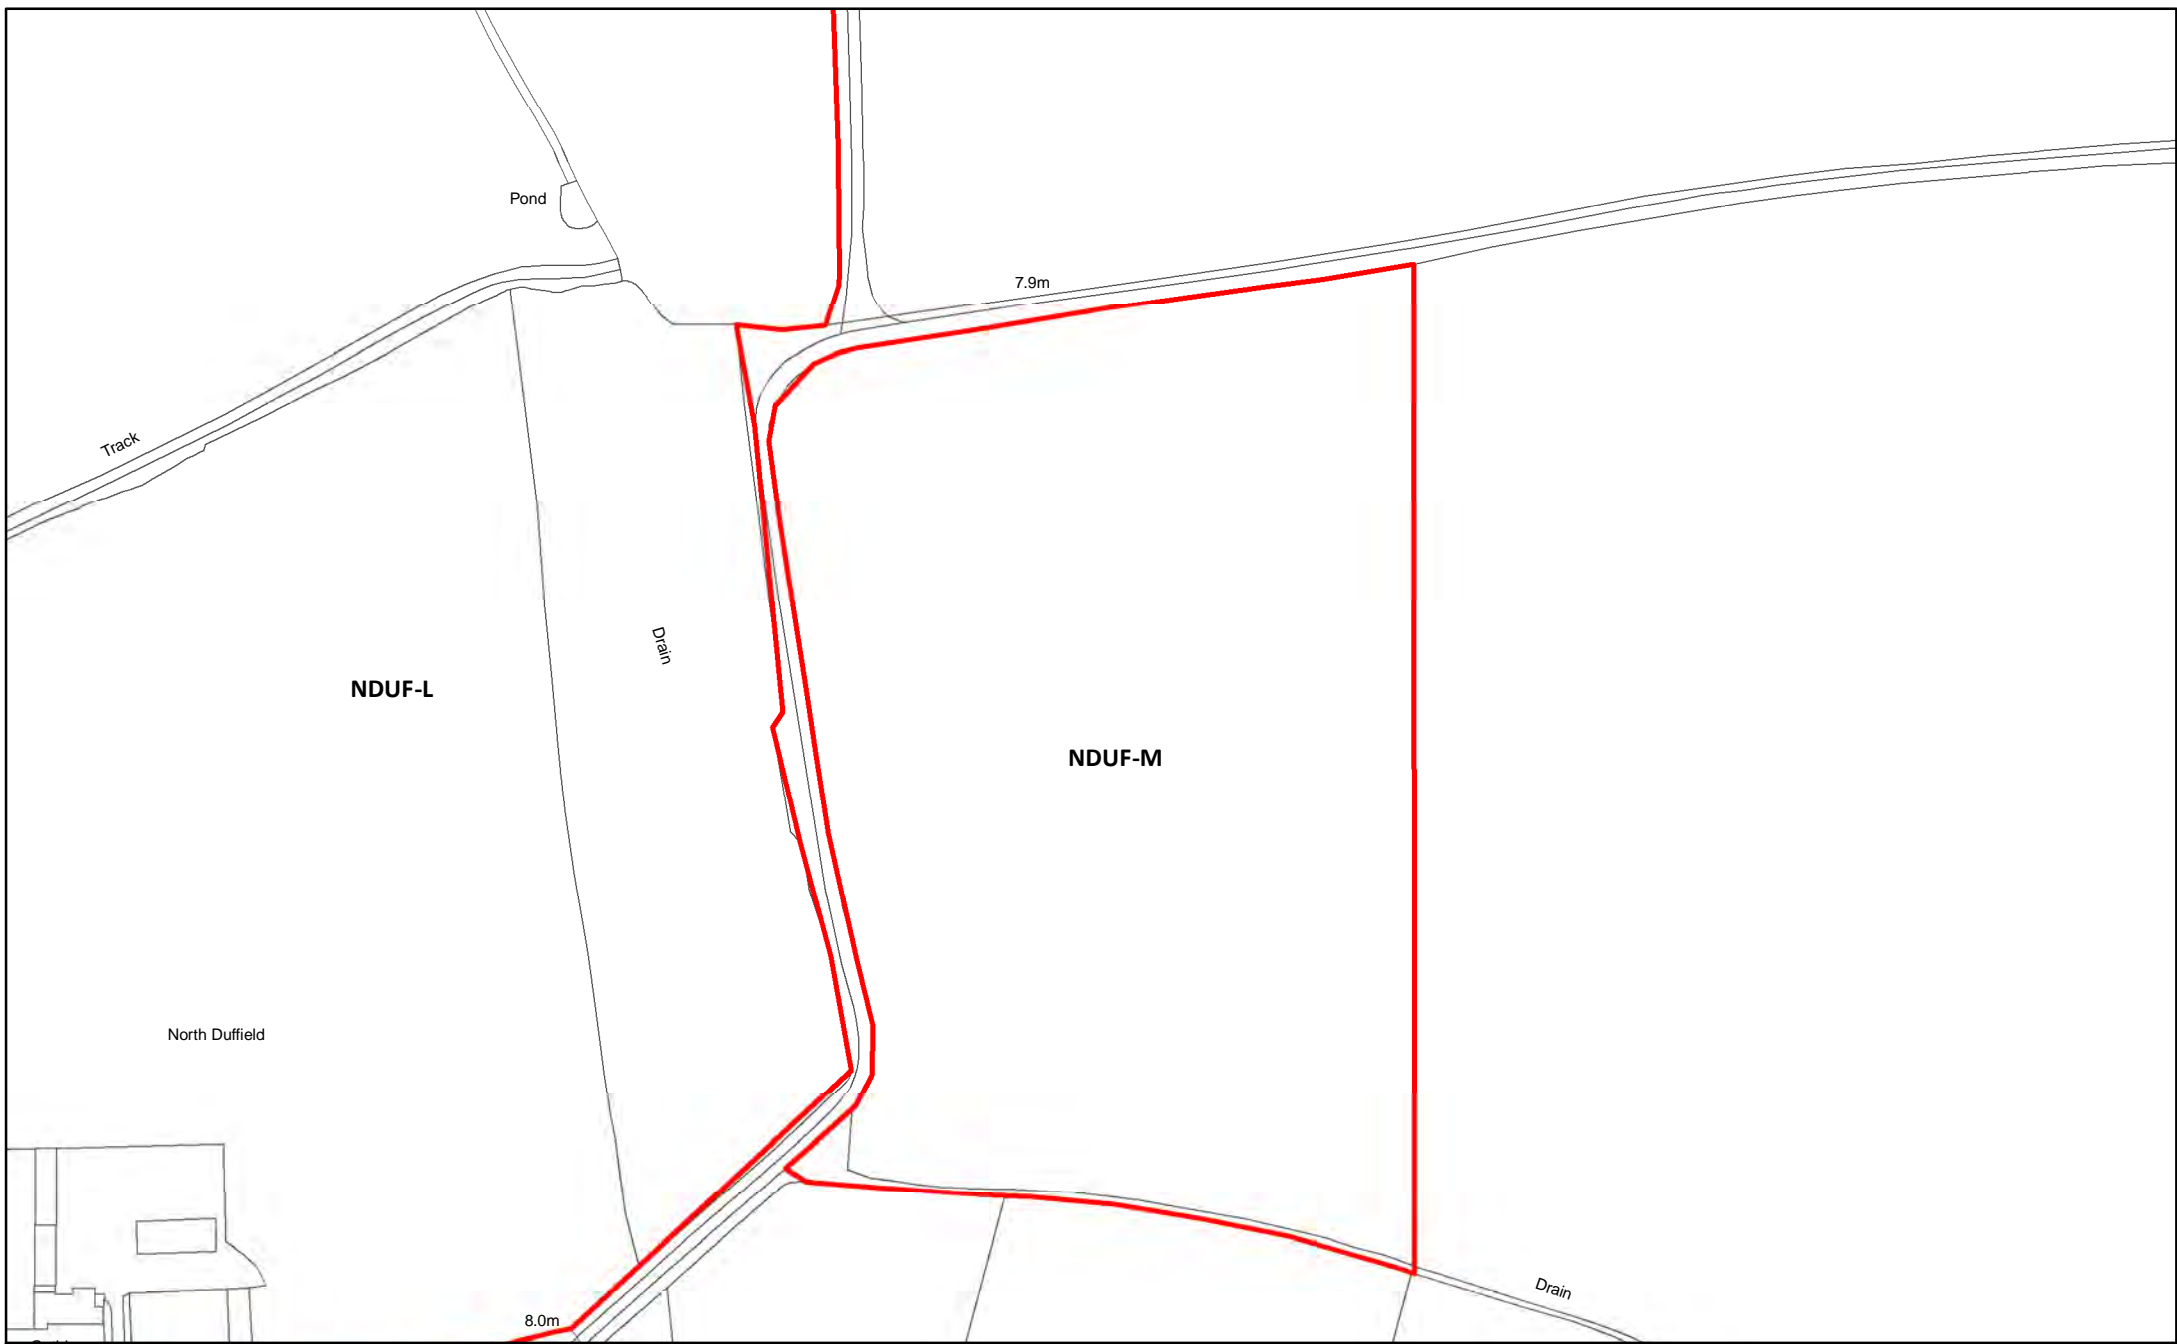 Pond
7.9m
Track
Drain
NDUF-L
NDUF-M
North Duffield
Drain
8.0m